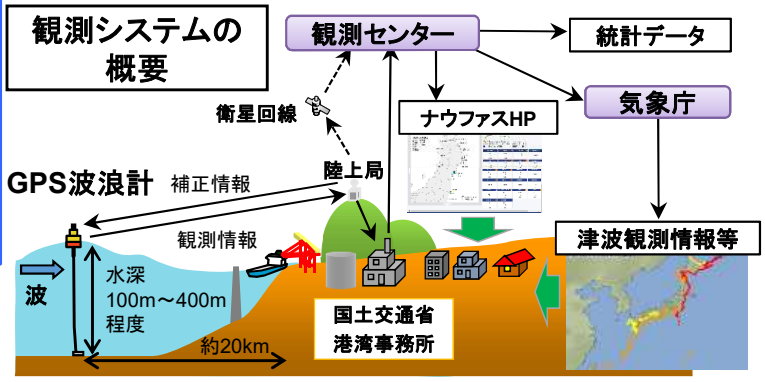 観測システムの
概要
観測センター
統計データ
衛星回線
ナウファスHP
気象庁
陸上局
GPS波浪計
補正情報
観測情報
津波観測情報等
波
水深
100m～400m
程度
国土交通省
港湾事務所
約20km